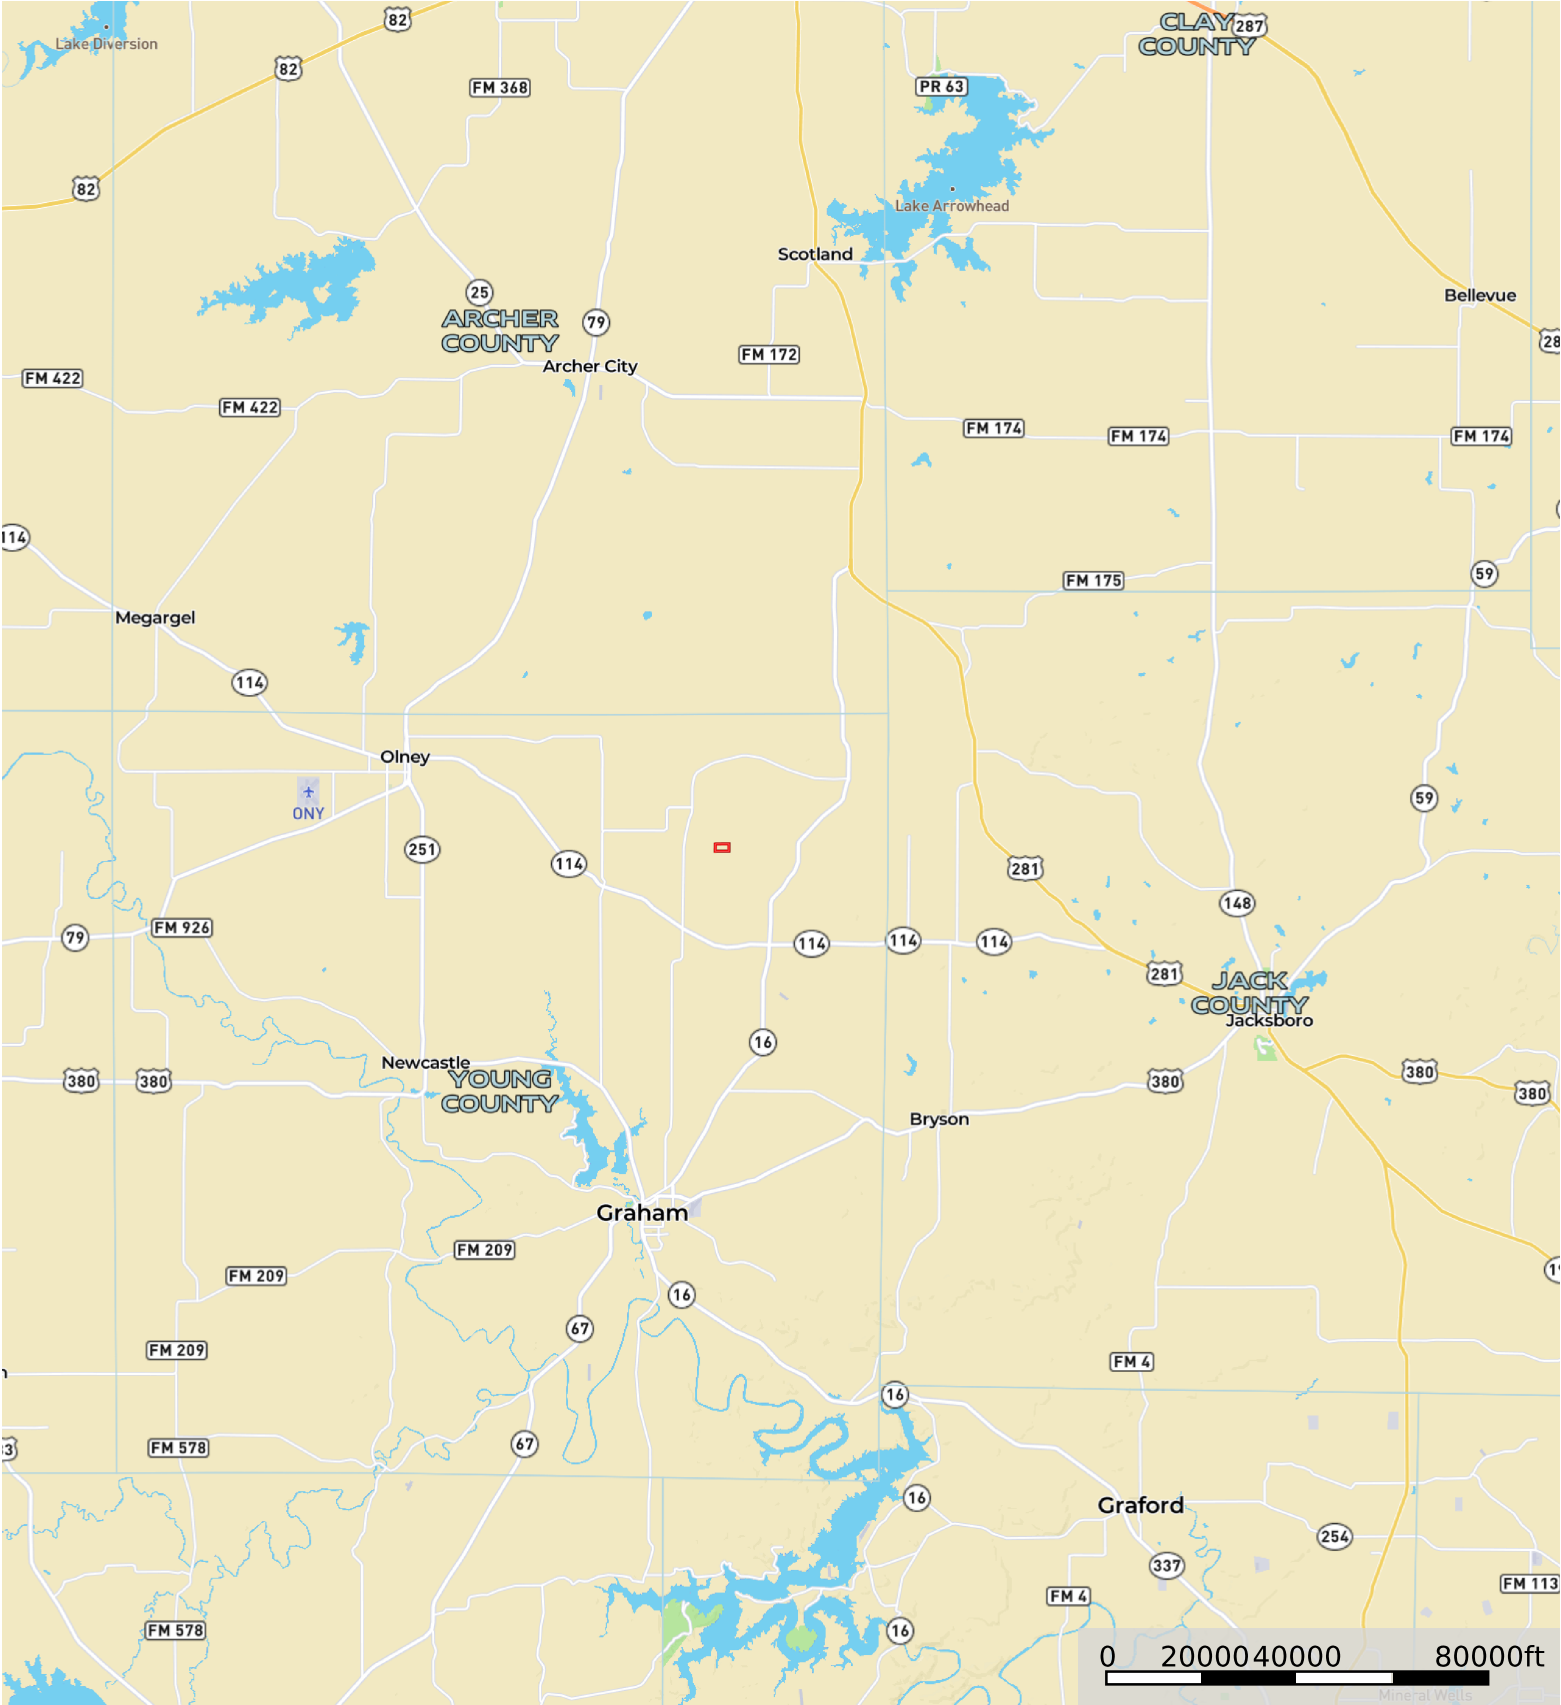 82
CLAY
287
COUNTY
Lake Diversion
82
FM 368
PR 63
82
Lake Arrowhead
Scotland
25
Bellevue
ARCHER
COUNTY
79
28
FM 172
Archer City
FM 422
FM 422
FM 174
FM 174
FM 174
114
59
FM 175
Megargel
114
Olney
ONY
59
251
114
281
148
FM 926
79
114
114
114
281
JACK
COUNTY
Jacksboro
16
Newcastle
380
380
YOUNG
COUNTY
380
380
380
Bryson
Graham
FM 209
FM 209
19
16
67
FM 209
FM 4
16
67
FM 578
33
16
Graford
254
337
FM 113
FM 4
FM 578
16
0 20000 40000 80000ft
Mineral Wells